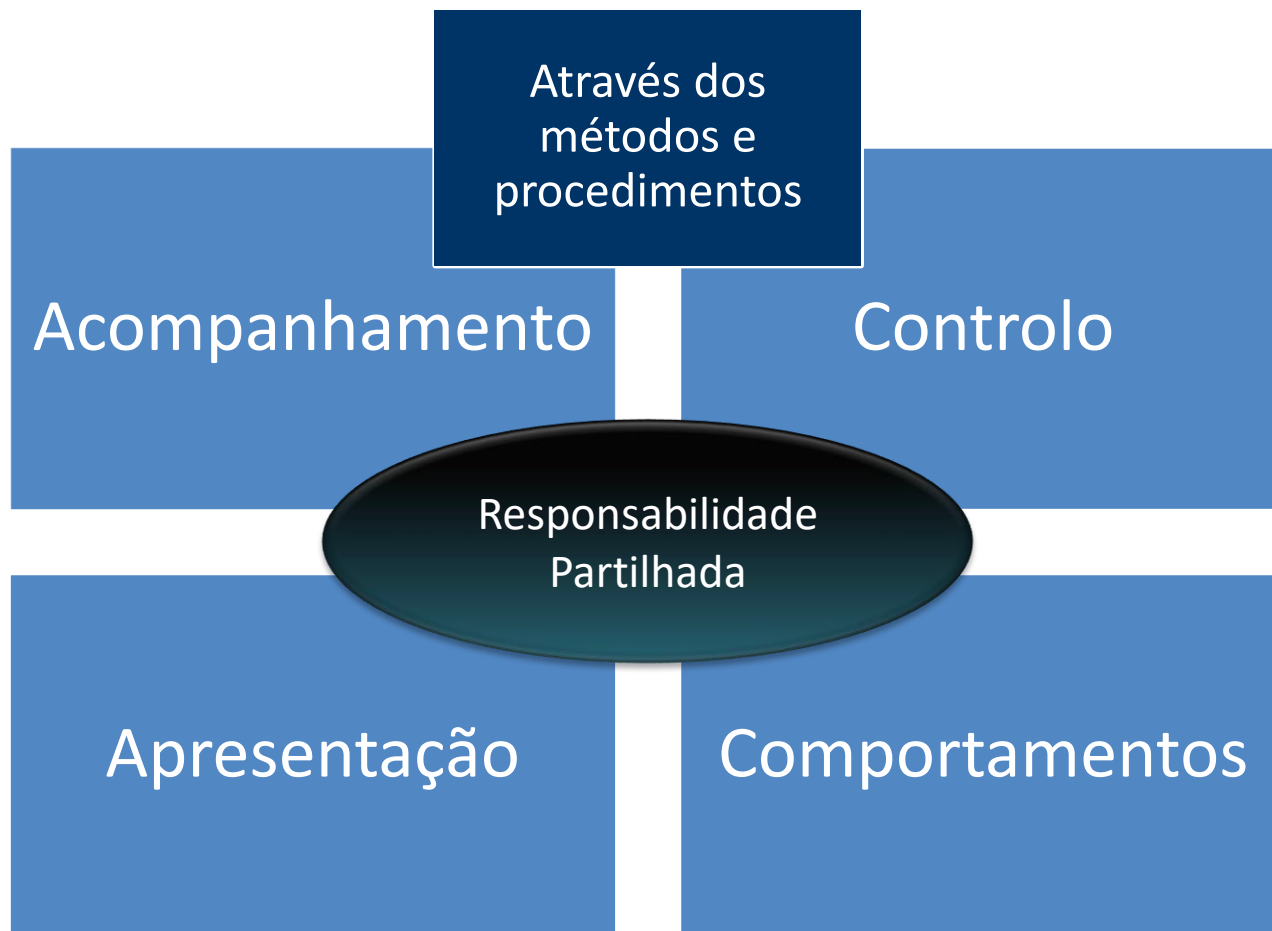 Através dos
métodos e
procedimentos
Acompanhamento
Controlo
Responsabilidade
Partilhada
Apresentação
Comportamentos